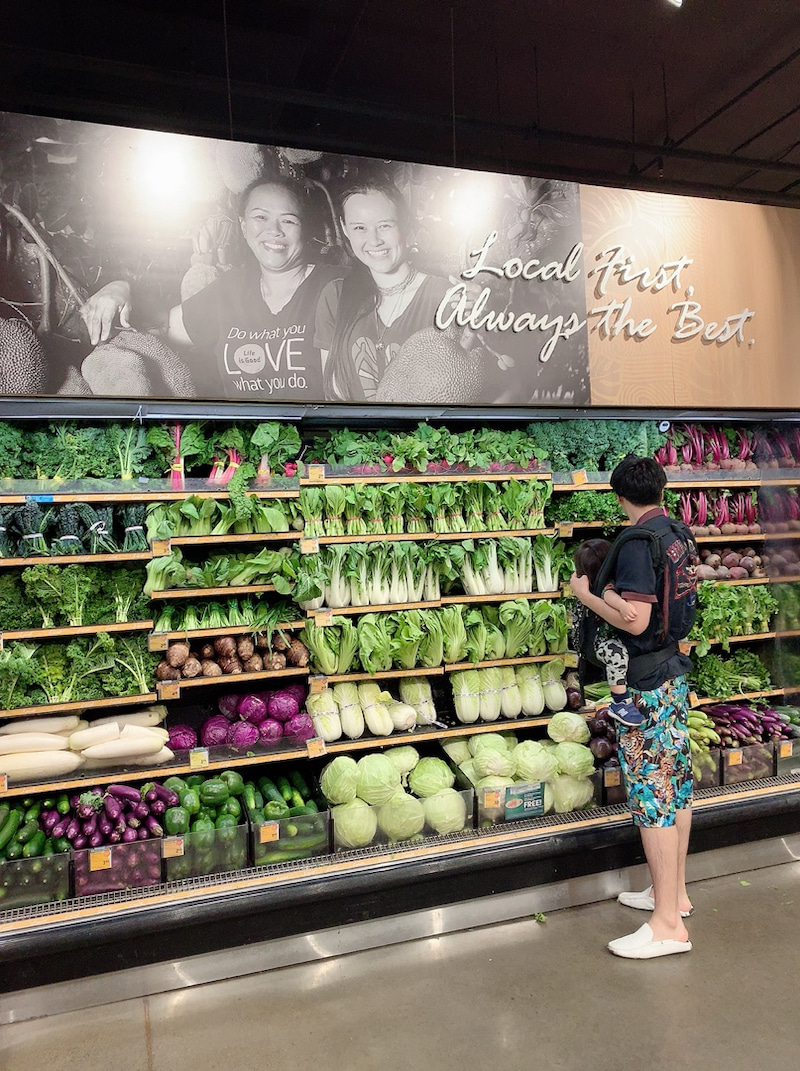 Local First,
Always the Best.
Do what you
LOVE
Life
is Good
what you do.
FREE!